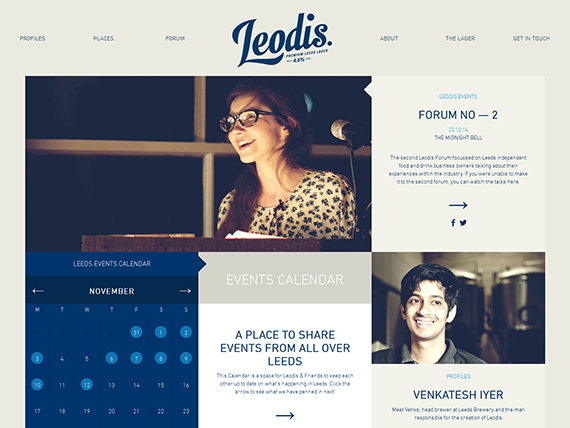 PROFILES
PLACES
FORUM
Leodis.
PREMIUM LEEDS LAGER
4.6%
ABOUT
THE LAGER
GET IN TOUCH
LEODIS EVENTS
FORUM NO — 2
22.10.14
THE MIDNIGHT BELL
The second Leodis Forum focussed on Leeds independent
food and drink business owners talking about their
experiences within the industry. If you were unable to make
it to the second forum, you can watch the talks here.
LEEDS EVENTS CALENDAR
NOVEMBER
M T W T F S S
31 1 2
3 4 5 6 7 8 9
10 11 12 13 14 15 16
17 18 19 20 21 22 23
EVENTS CALENDAR
A PLACE TO SHARE
EVENTS FROM ALL OVER
LEEDS
This Calendar is a space for Leodis & Friends to keep each
other up to date on what's happening in Leeds. Click the
arrow to see what we have penned in next!
PROFILES
VENKATESH IYER
Meet Venks, head brewer at Leeds Brewery and the man
responsible for the creation of Leodis